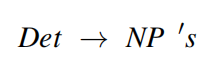 Det → NP 's